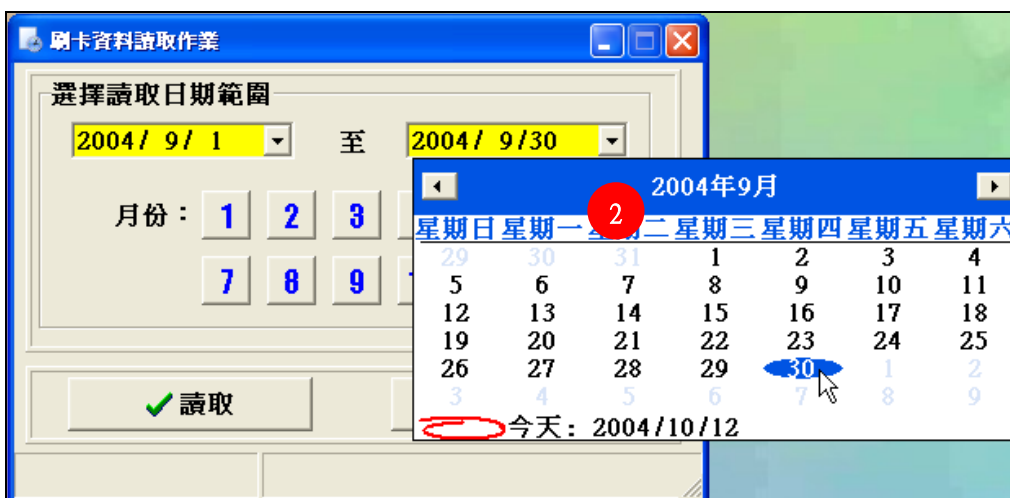 刷卡資料讀取作業
選擇讀取日期範圍
2004/ 9/ 1 至 2004/ 9/30
月份： 1 2 3
7 8 9
讀取
2004年9月
2
星期日 星期一 二 星期三 星期四 星期五 星期六
29 30 31 1 2 3 4
5 6 7 8 9 10 11
12 13 14 15 16 17 18
19 20 21 22 23 24 25
26 27 28 29 30 1 2
3 4 5 6 7 8 9
今天: 2004/10/12